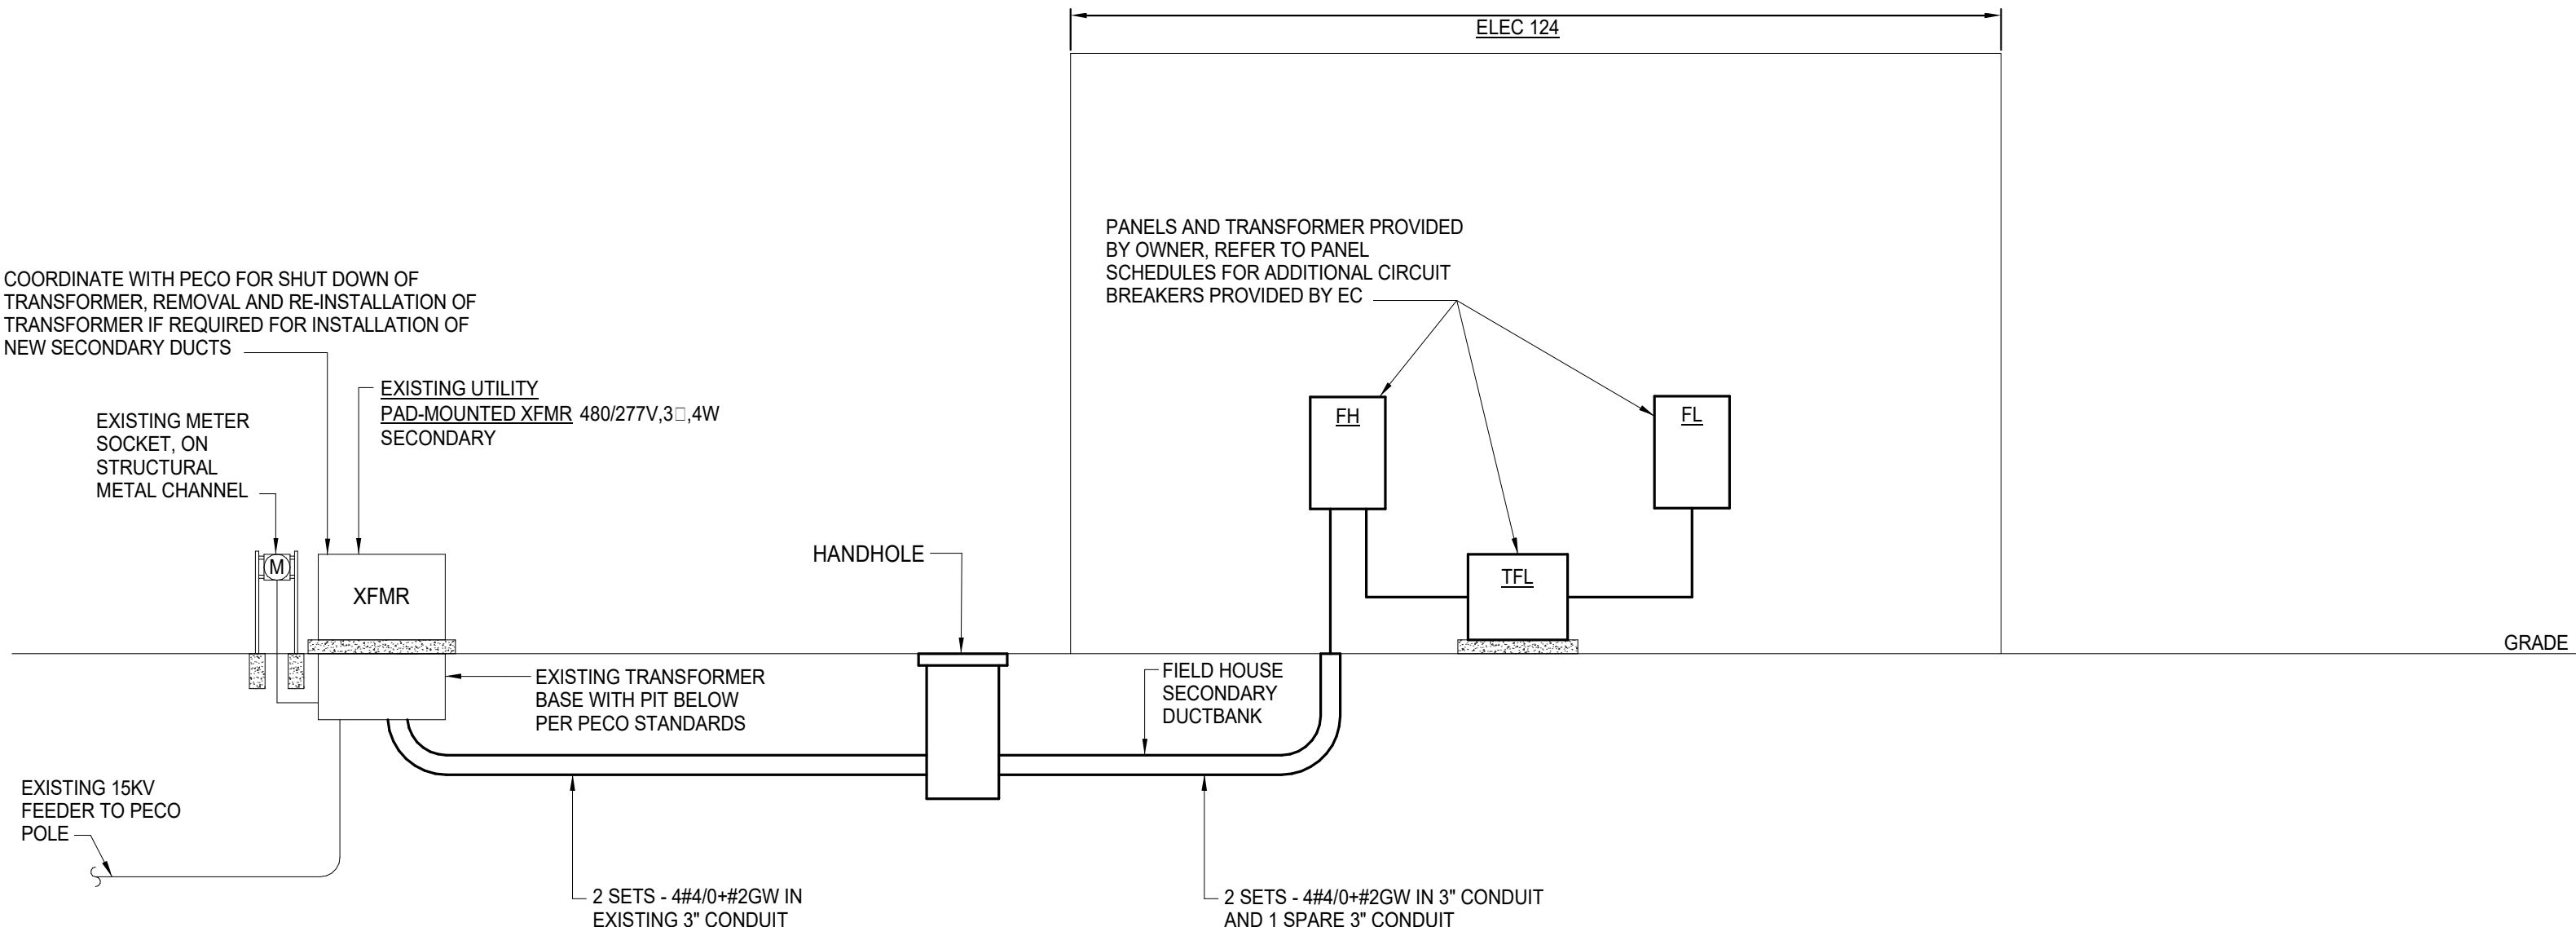 ELEC 124
PANELS AND TRANSFORMER PROVIDED
BY OWNER, REFER TO PANEL
SCHEDULES FOR ADDITIONAL CIRCUIT
BREAKERS PROVIDED BY EC
COORDINATE WITH PECO FOR SHUT DOWN OF
TRANSFORMER, REMOVAL AND RE-INSTALLATION OF
TRANSFORMER IF REQUIRED FOR INSTALLATION OF
NEW SECONDARY DUCTS
EXISTING UTILITY
PAD-MOUNTED XFMR 480/277V,3□,4W
SECONDARY
EXISTING METER
SOCKET, ON
STRUCTURAL
METAL CHANNEL
FH
FL
HANDHOLE
M
XFMR
TFL
GRADE
EXISTING TRANSFORMER
BASE WITH PIT BELOW
PER PECO STANDARDS
FIELD HOUSE
SECONDARY
DUCTBANK
EXISTING 15KV
FEEDER TO PECO
POLE
2 SETS - 4#4/0+#2GW IN
EXISTING 3" CONDUIT
2 SETS - 4#4/0+#2GW IN 3" CONDUIT
AND 1 SPARE 3" CONDUIT